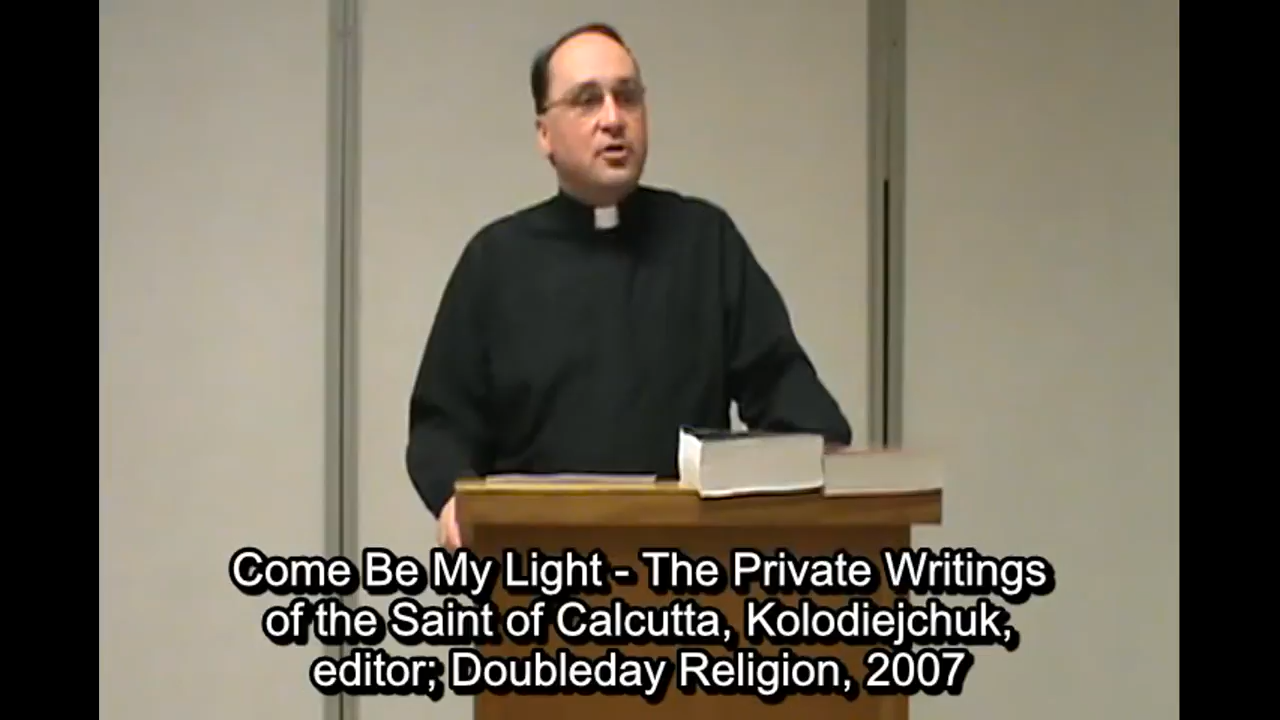 Come Be My Light - The Private Writings
of the Saint of Calcutta, Kolodiejchuk,
editor; Doubleday Religion, 2007